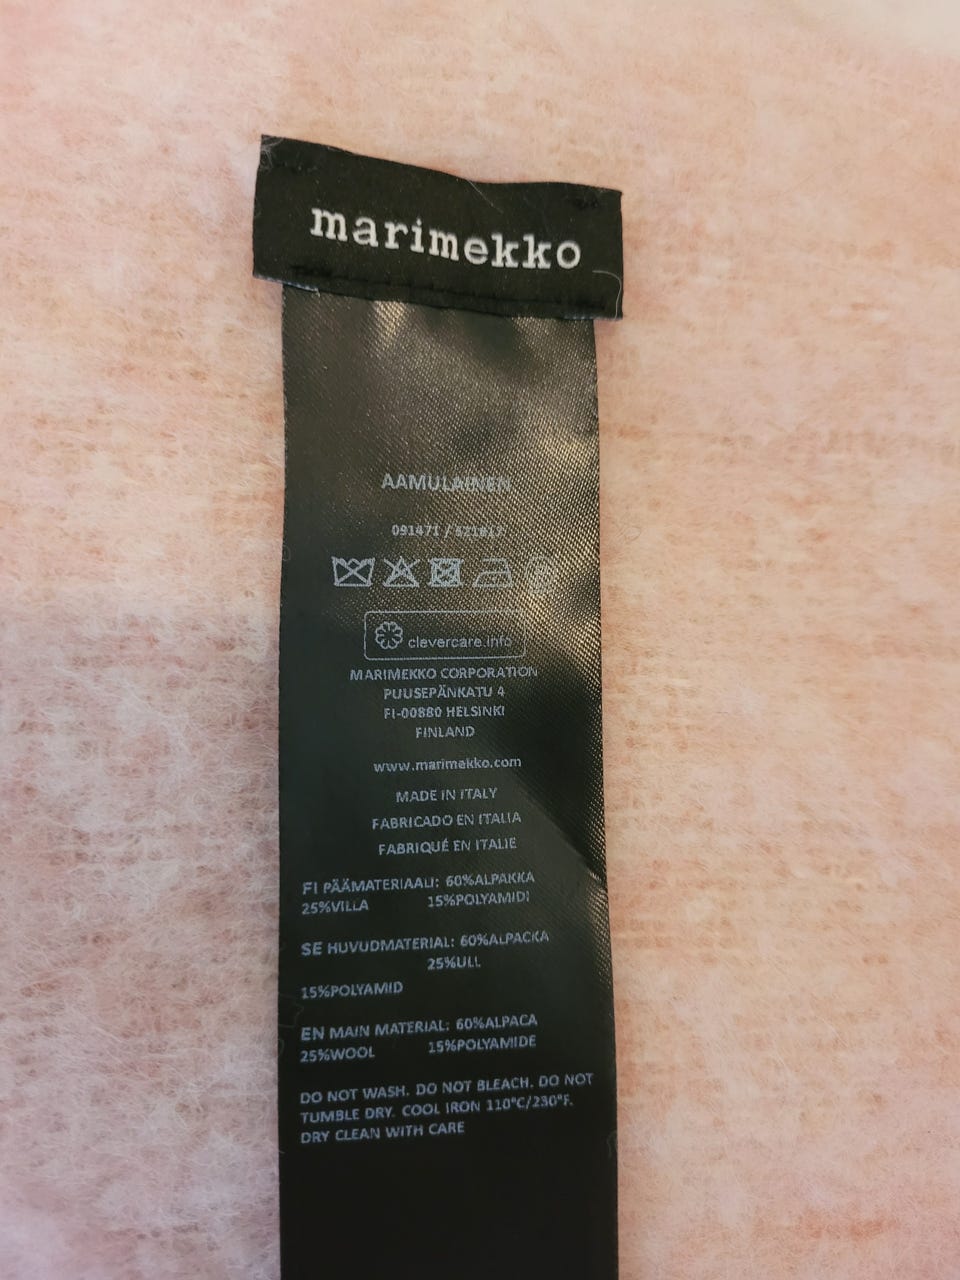 marimekko
AAMULAINEN
091471 /
clevercare.info
MARIMEKKO CORPORATION
PUUSEPÄNKATU 4
FI-00880 HELSINKI
FINLAND
www.marimekko.com
MADE IN ITALY
FABRICADO EN ITALIA
FABRIQUÉ EN ITALIE
FI PÄÄMATERIAALI: 60%ALPAKKA
25%VILLA 15%POLYAMIDI
SE HUVUDMATERIAL: 60%ALPACKA
25%ULL
15%POLYAMID
EN MAIN MATERIAL: 60%ALPACA
25%WOOL 15%POLYAMIDE
DO NOT WASH. DO NOT BLEACH. DO NOT
TUMBLE DRY. COOL IRON 110°C/230°F.
DRY CLEAN WITH CARE